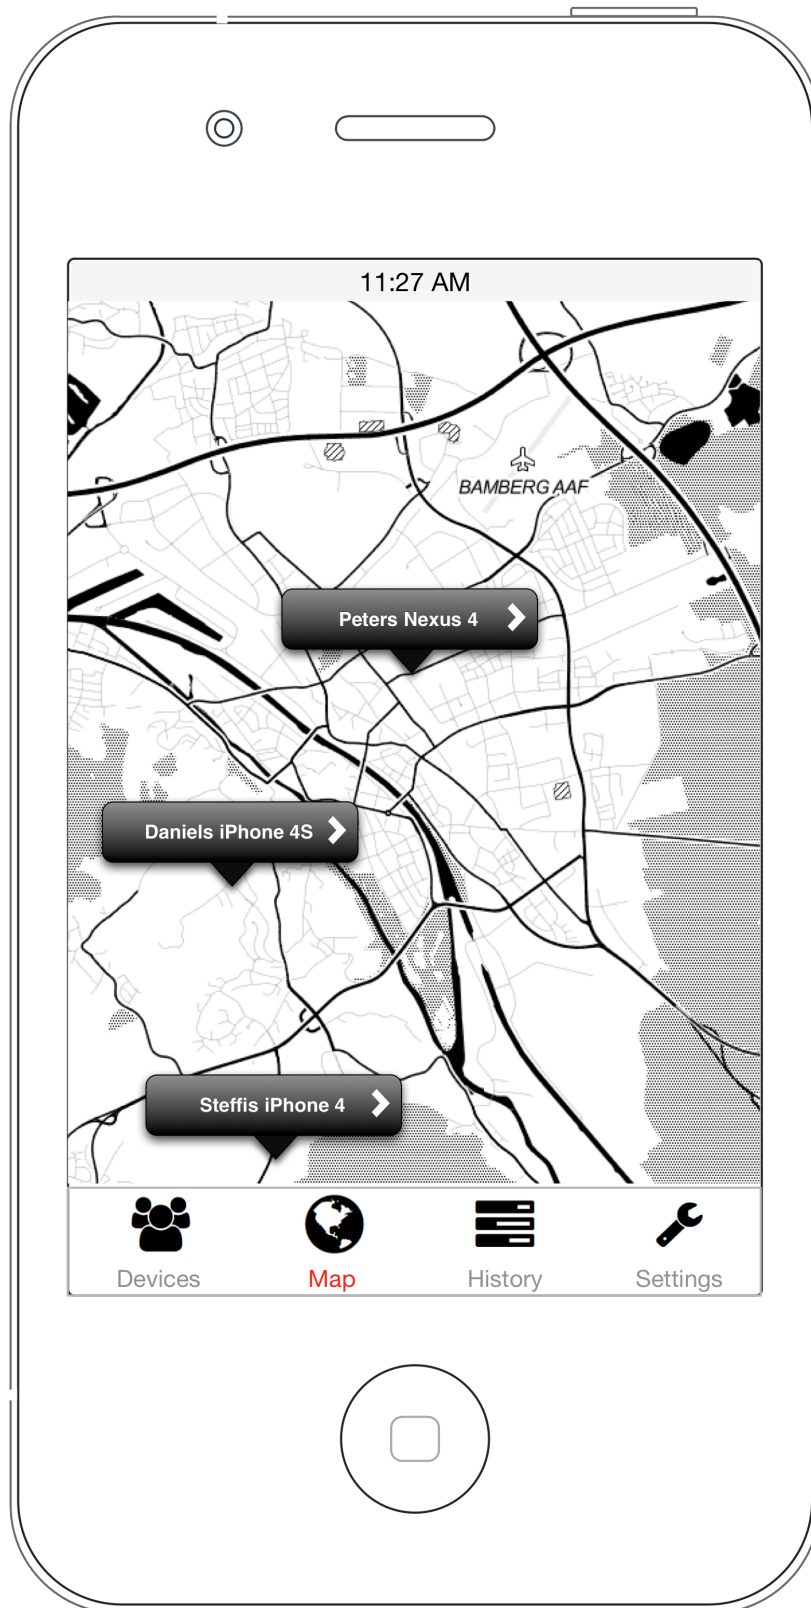 11:27 AM
BAMBERG AAF
Peters Nexus 4
Daniels iPhone 4S
Steffis iPhone 4
Devices
Map
History
Settings